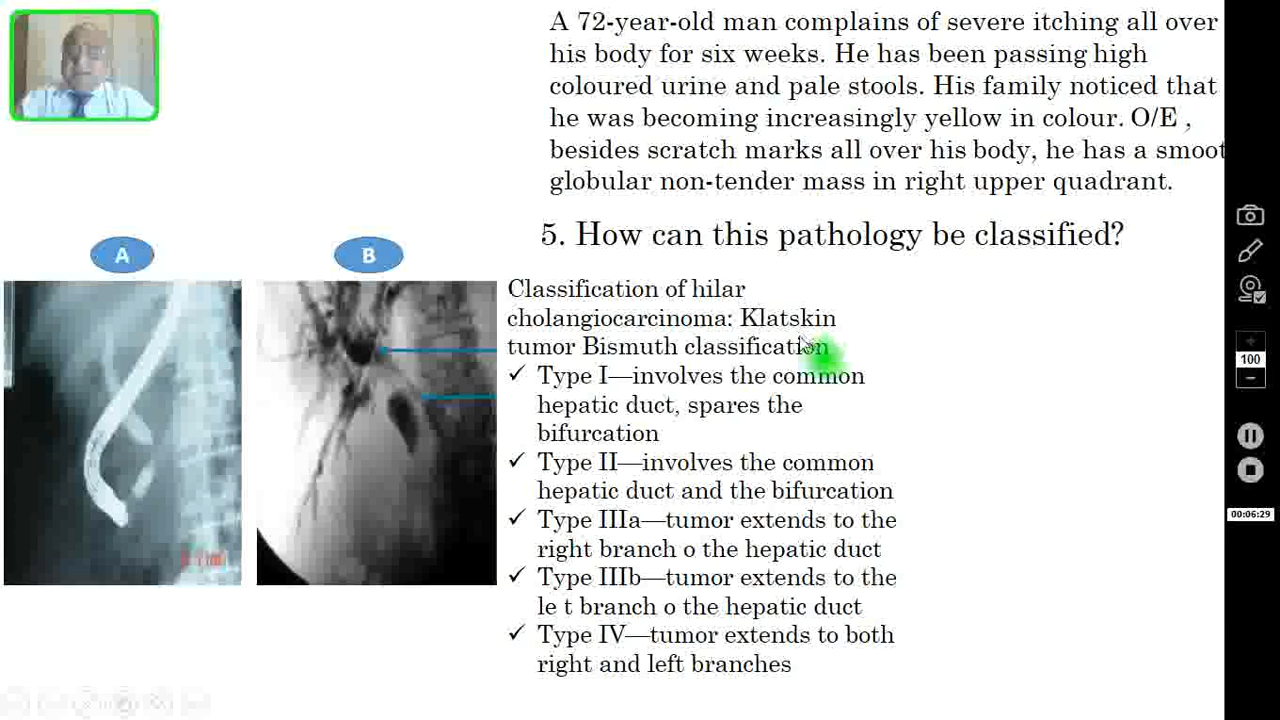 A 72-year-old man complains of severe itching all over
his body for six weeks. He has been passing high
coloured urine and pale stools. His family noticed that
he was becoming increasingly yellow in colour. O/E ,
besides scratch marks all over his body, he has a smoot
globular non-tender mass in right upper quadrant.
5. How can this pathology be classified?
A
B
Classification of hilar
cholangiocarcinoma: Klatskin
tumor Bismuth classification
✓ Type I—involves the common
hepatic duct, spares the
bifurcation
✓ Type II—involves the common
hepatic duct and the bifurcation
✓ Type IIIa—tumor extends to the
right branch o the hepatic duct
✓ Type IIIb—tumor extends to the
le t branch o the hepatic duct
✓ Type IV—tumor extends to both
right and left branches
100
00:06:29